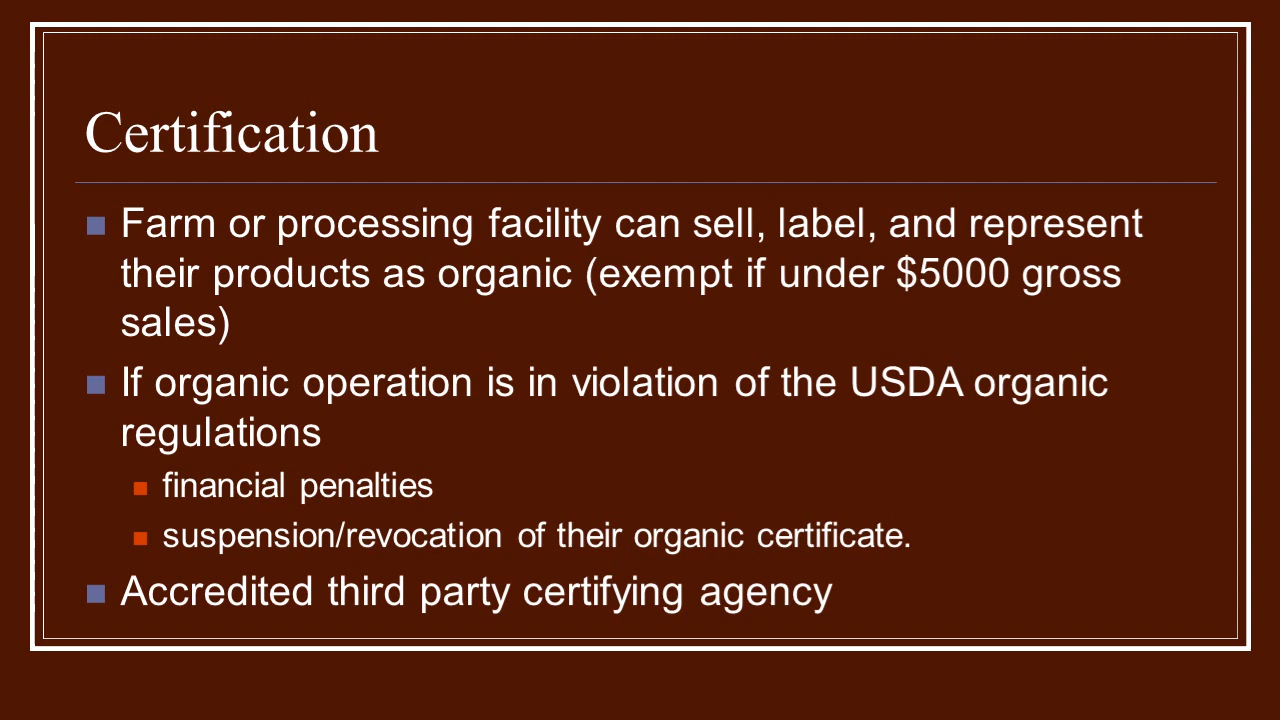 Certification
Farm or processing facility can sell, label, and represent
their products as organic (exempt if under $5000 gross
sales)
If organic operation is in violation of the USDA organic
regulations
financial penalties
suspension/revocation of their organic certificate.
Accredited third party certifying agency